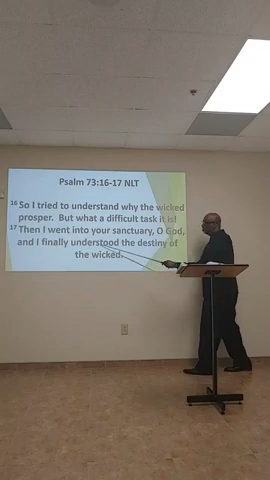 Psalm 73:16-17 NLT
16 So I tried to understand why the wicked
prosper. But what a difficult task it is!
17 Then I went into your sanctuary, O God,
and I finally understood the destiny of
the wicked.